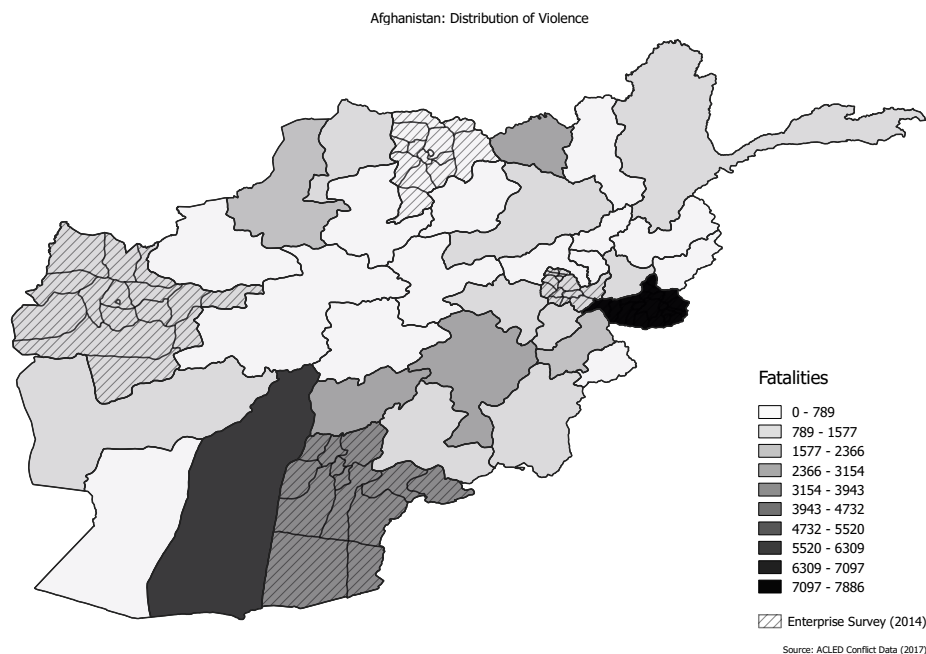 Afghanistan: Distribution of Violence
Fatalities
0 - 789
789 - 1577
1577 - 2366
2366 - 3154
3154 - 3943
3943 - 4732
4732 - 5520
5520 - 6309
6309 - 7097
7097 - 7886
Enterprise Survey (2014)
Source: ACLED Conflict Data (2017)